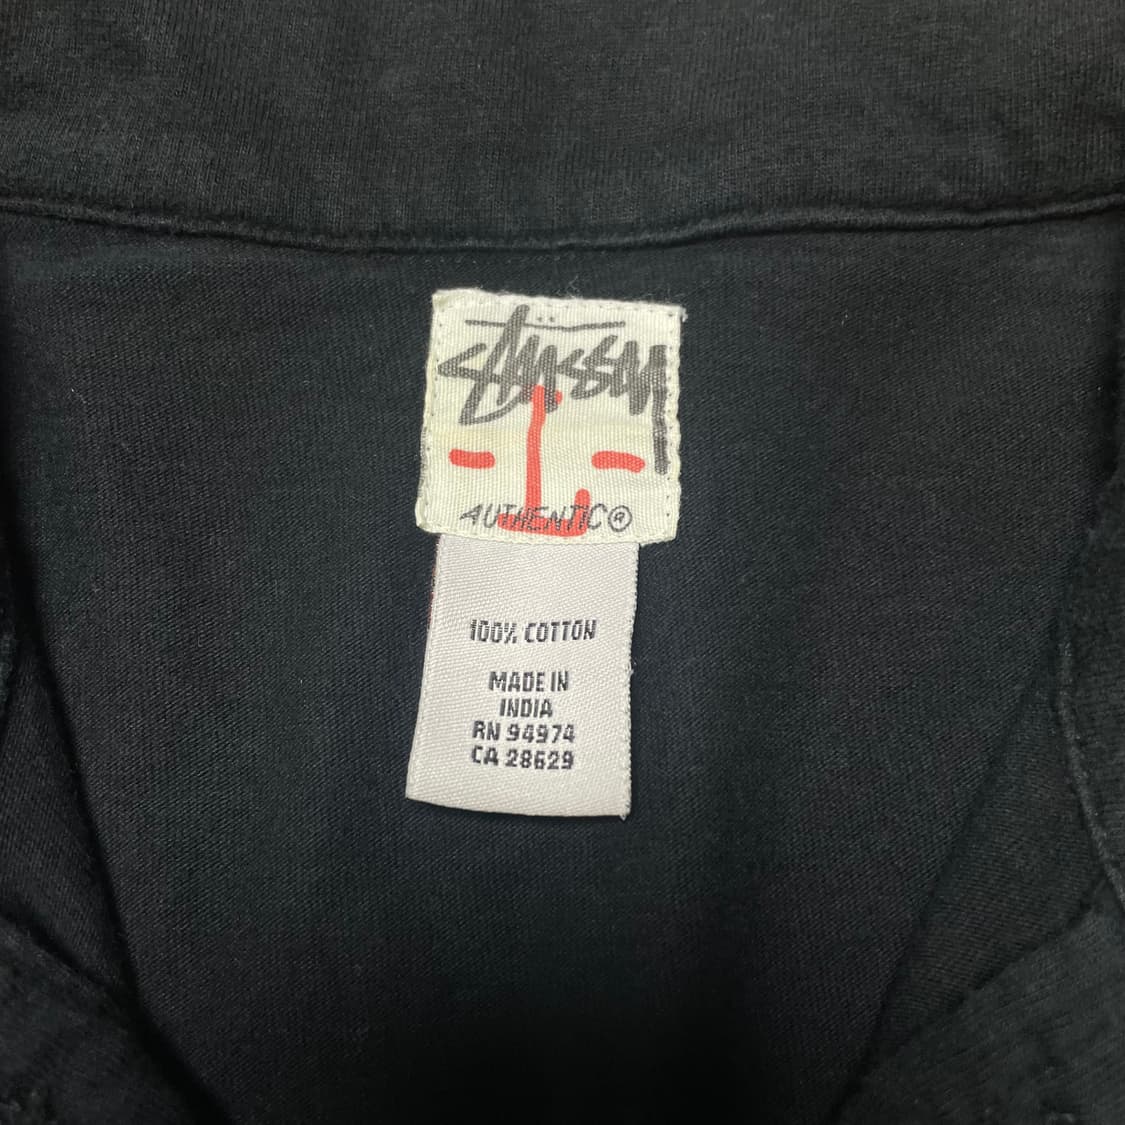 Stüssy
AUTHENTIC®
100% COTTON
MADE IN
INDIA
RN 94974
CA 28629